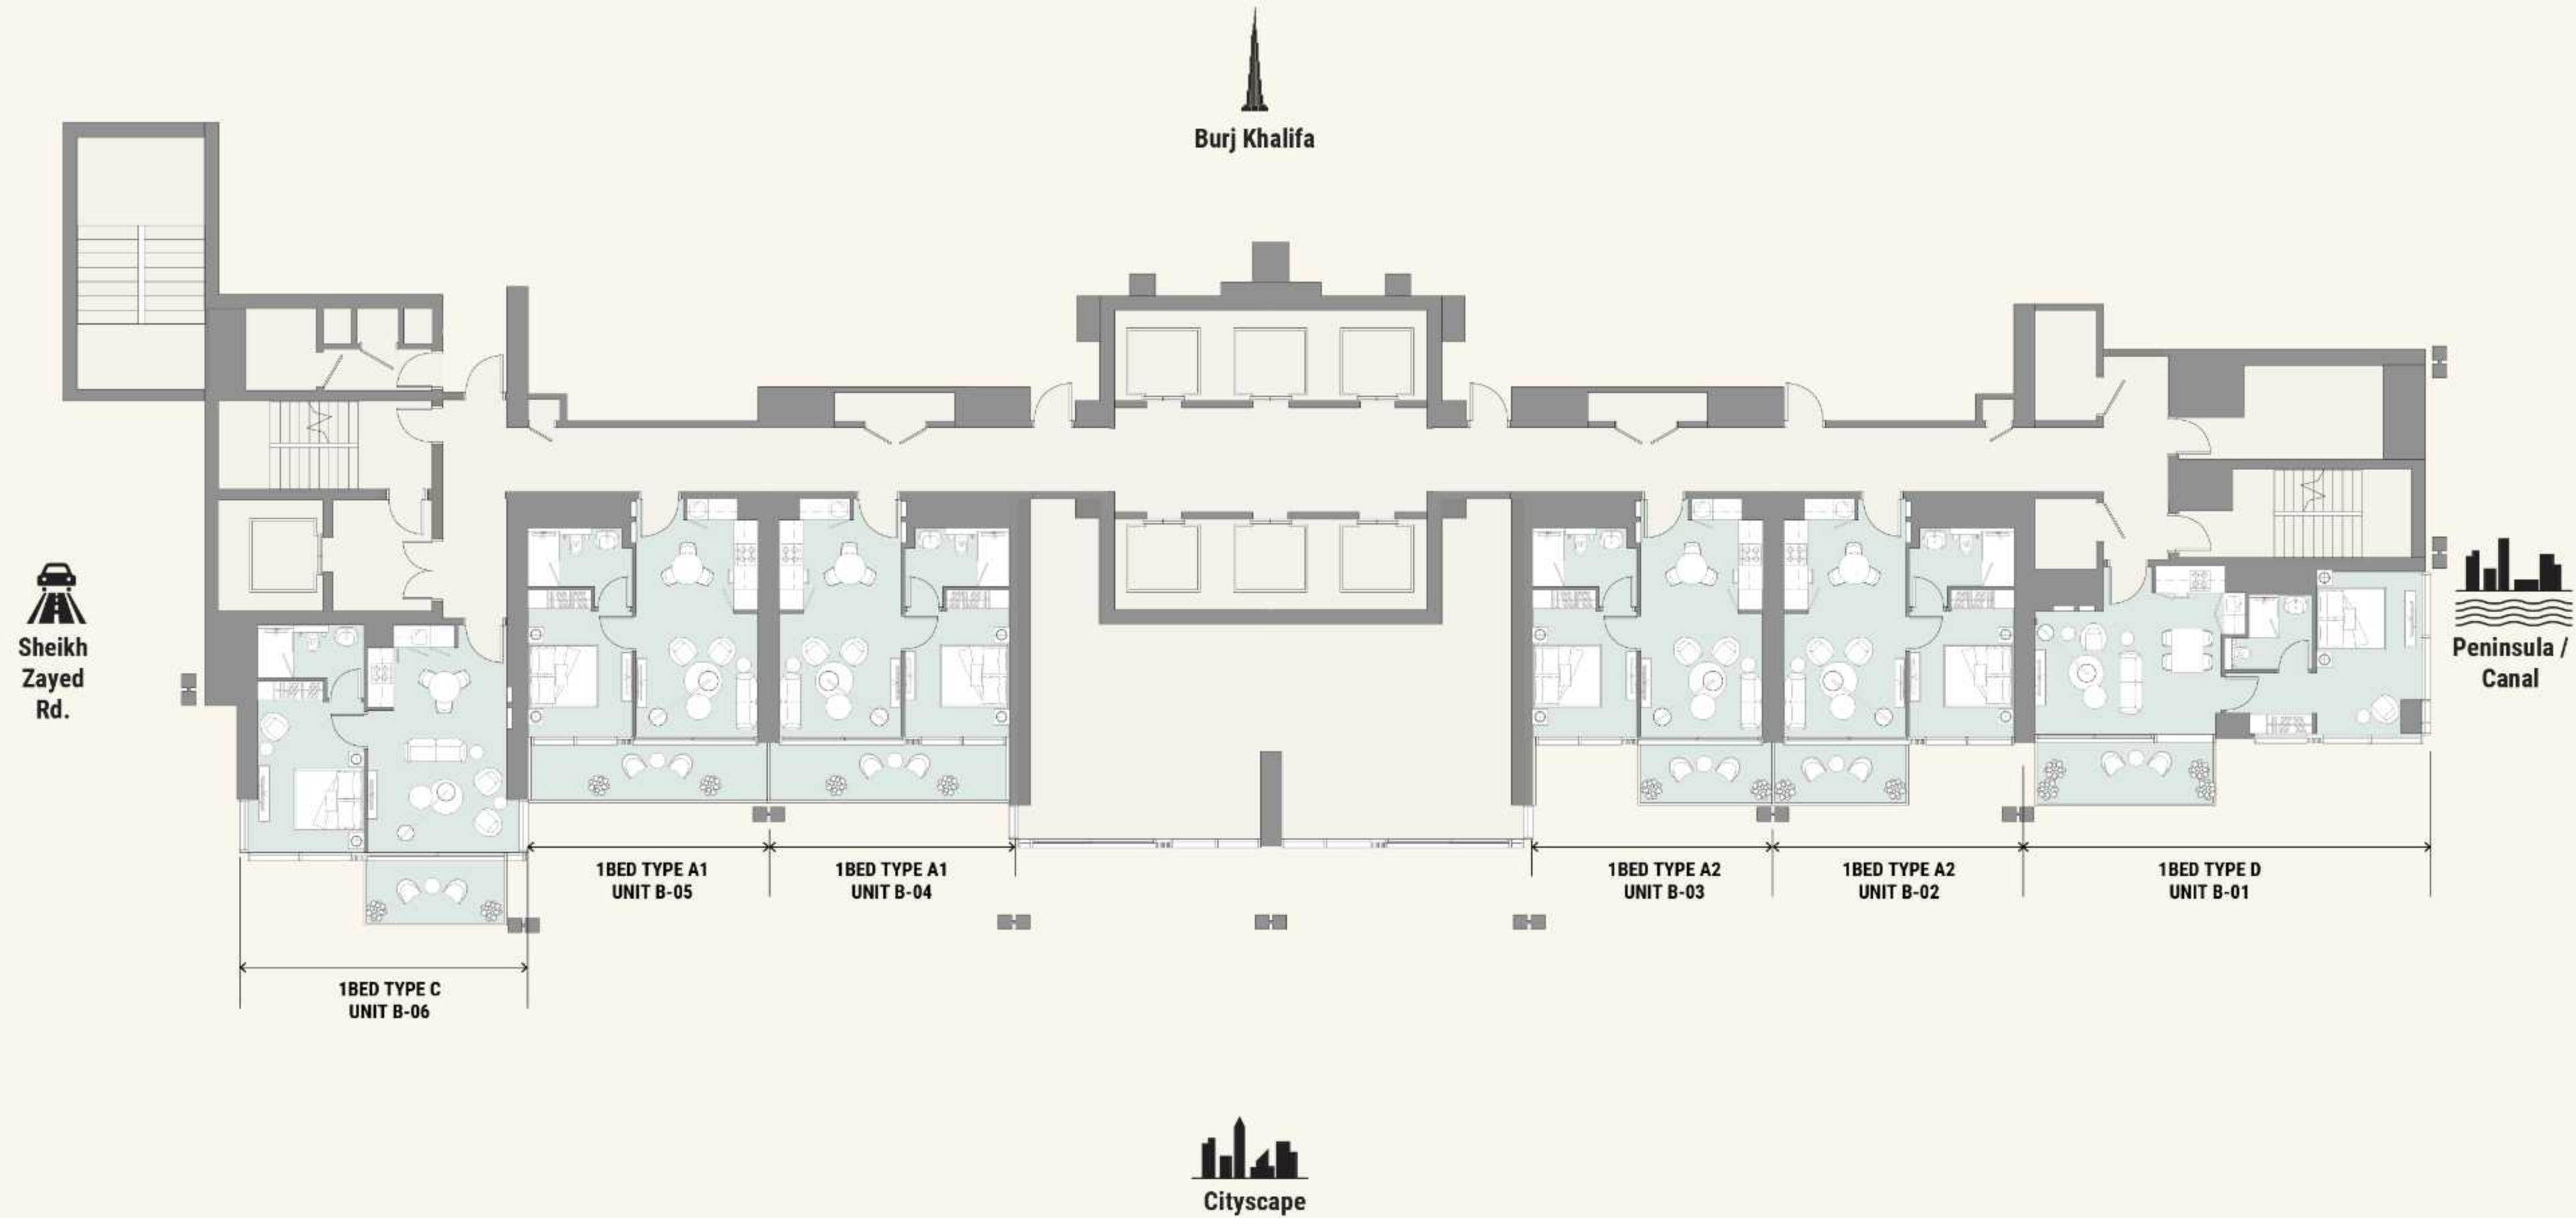 Burj Khalifa
Sheikh
Zayed
Rd.
Peninsula /
Canal
1BED TYPE A1
UNIT B-05
1BED TYPE A1
UNIT B-04
1BED TYPE A2
UNIT B-03
1BED TYPE A2
UNIT B-02
1BED TYPE D
UNIT B-01
1BED TYPE C
UNIT B-06
Cityscape